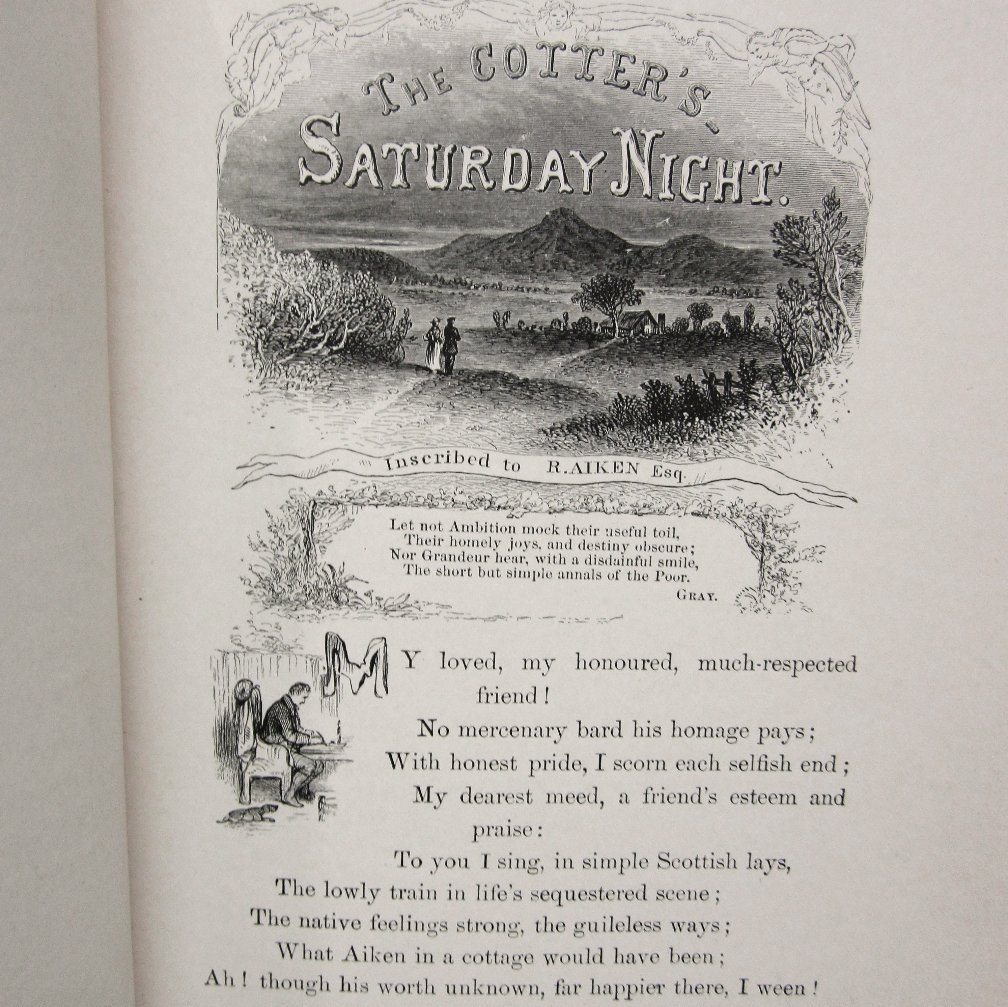 THE COTTER'S
SATURDAY NIGHT.
Inscribed to R. AIKEN Esq.
Let not Ambition mock their useful toil,
Their homely joys, and destiny obscure;
Nor Grandeur hear, with a disdainful smile,
The short but simple annals of the Poor.
GRAY.
MY loved, my honoured, much-respected
friend!
No mercenary bard his homage pays;
With honest pride, I scorn each selfish end;
My dearest meed, a friend's esteem and
praise:
To you I sing, in simple Scottish lays,
The lowly train in life's sequestered scene;
The native feelings strong, the guileless ways;
What Aiken in a cottage would have been;
Ah! though his worth unknown, far happier there, I ween!